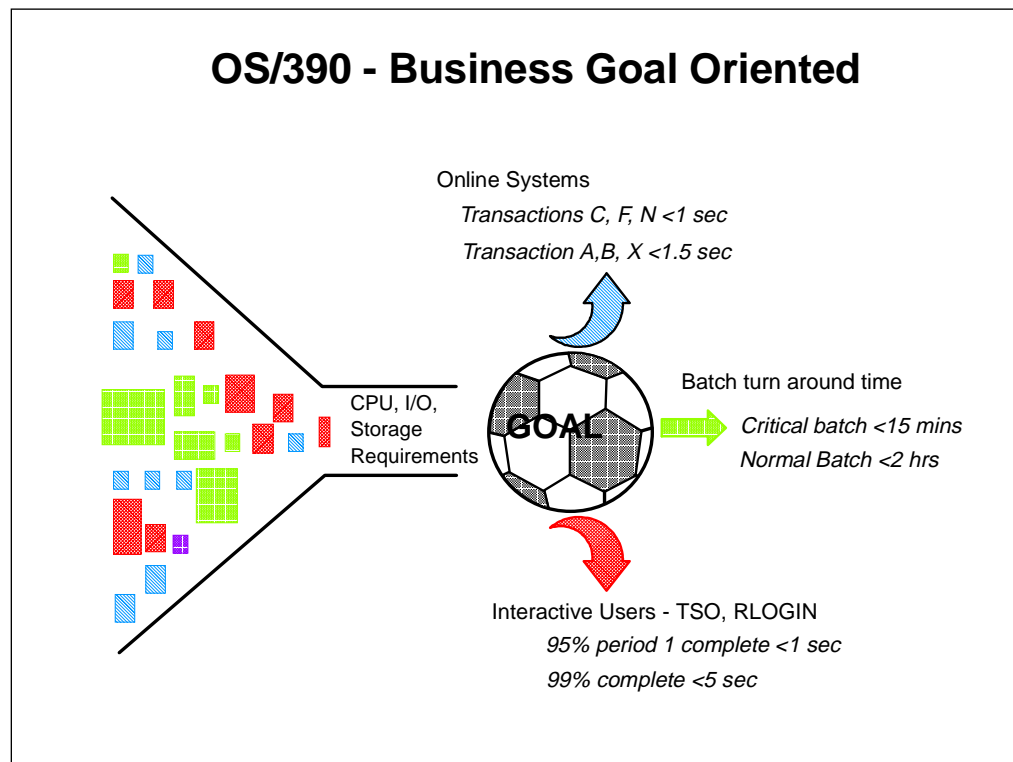 OS/390 - Business Goal Oriented
Online Systems
Transactions C, F, N <1 sec
Transaction A,B, X <1.5 sec
CPU, I/O,
Storage
Requirements
GOAL
Batch turn around time
Critical batch <15 mins
Normal Batch <2 hrs
Interactive Users - TSO, RLOGIN
95% period 1 complete <1 sec
99% complete <5 sec